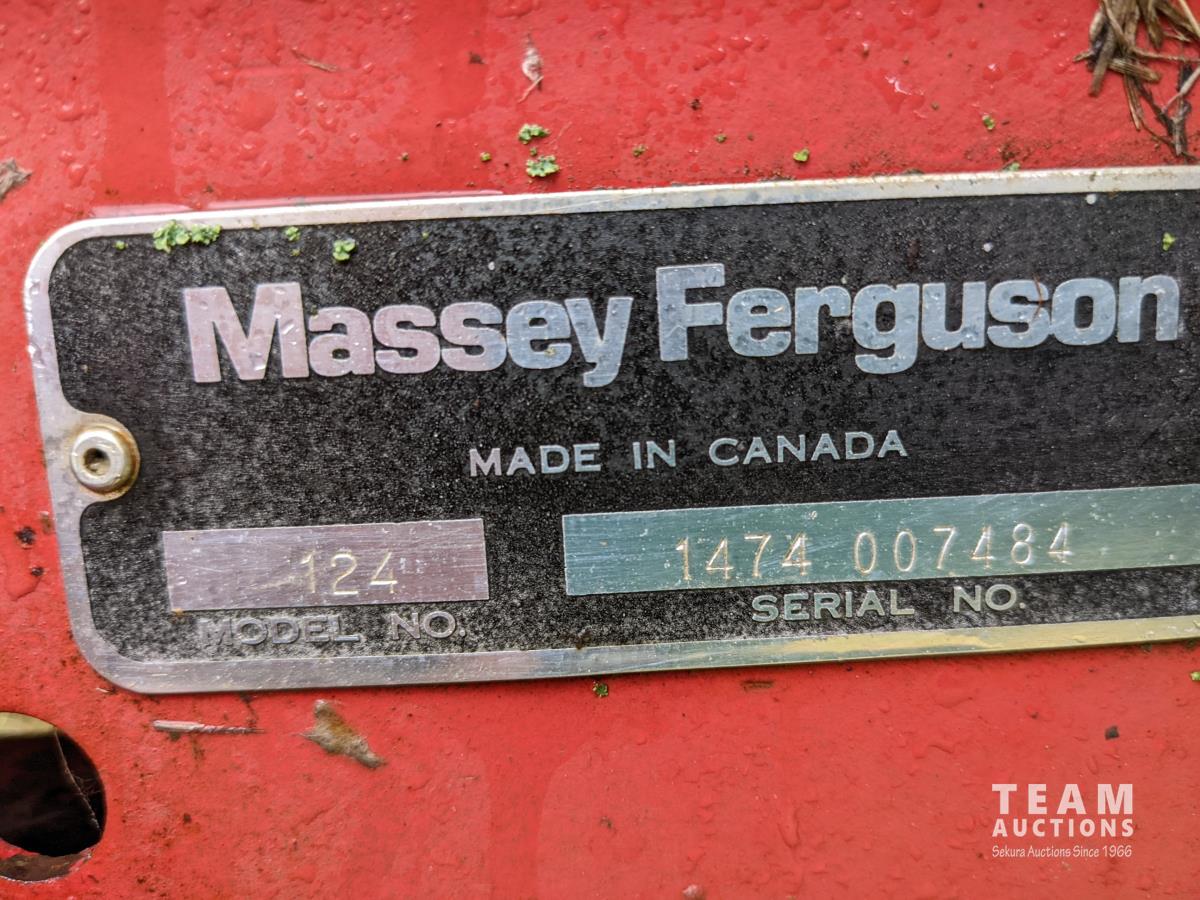 Massey Ferguson
MADE IN CANADA
124
1474 007484
MODEL NO.
SERIAL NO.
TEAM
AUCTIONS
Sekura Auctions Since 1966